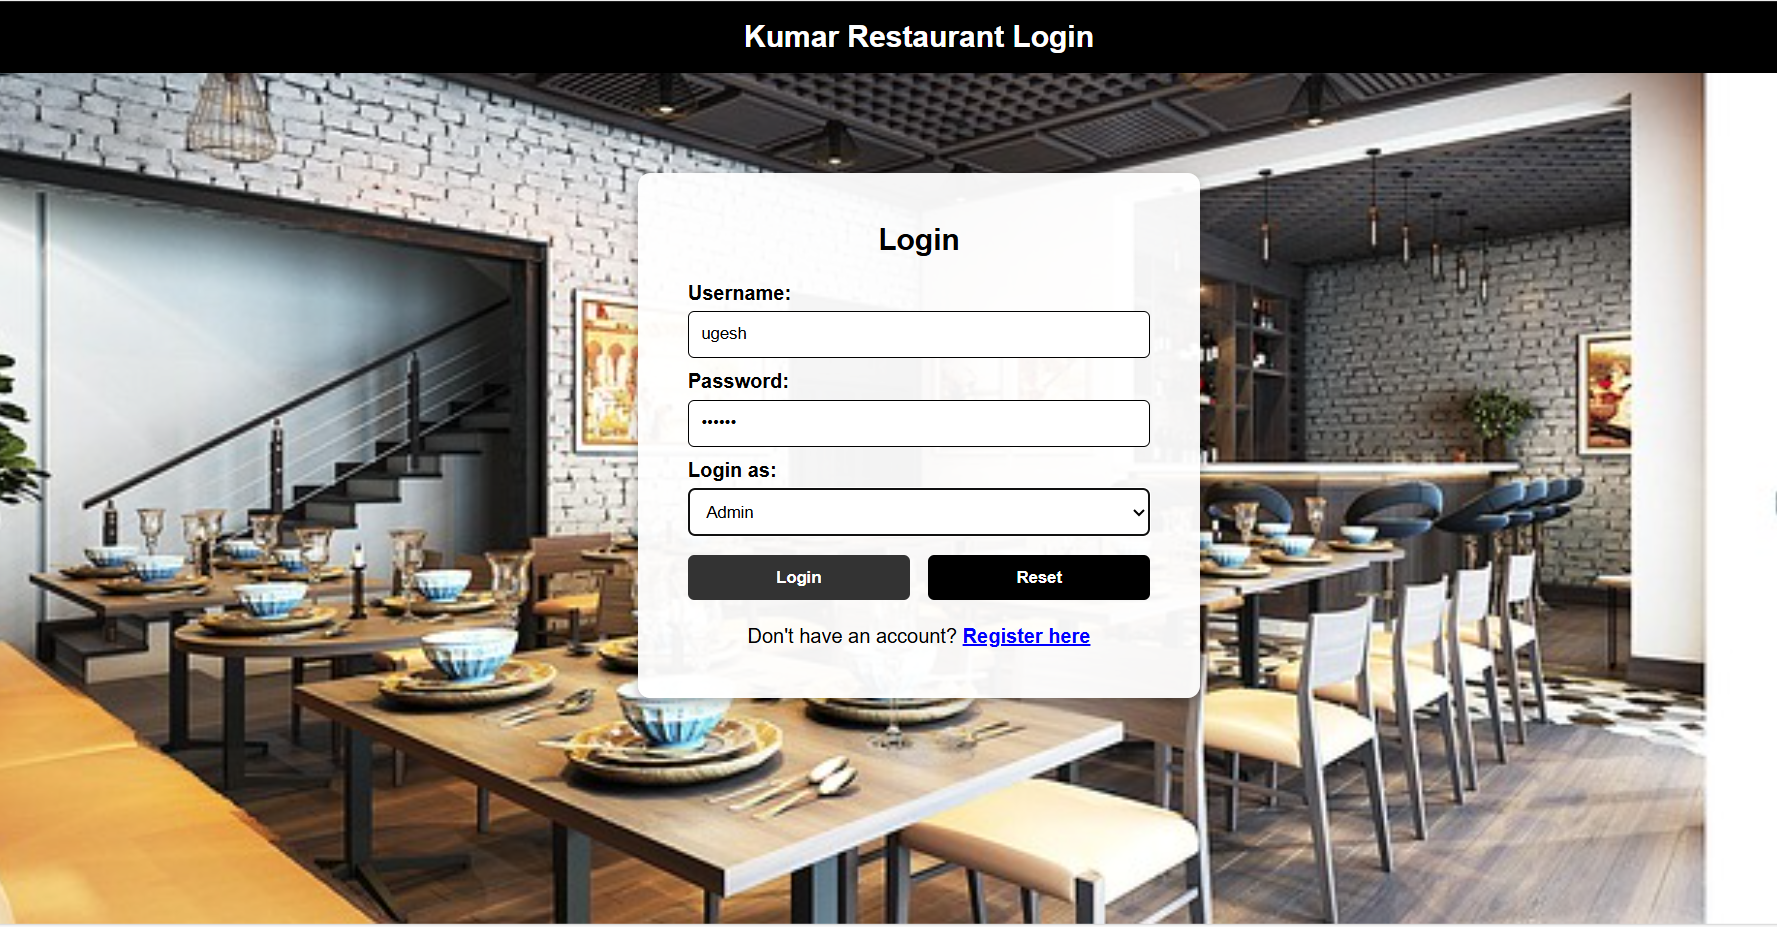 Kumar Restaurant Login
Login
Username:
ugesh
Password:
••••••
Login as:
Admin
Login Reset
Don't have an account? Register here